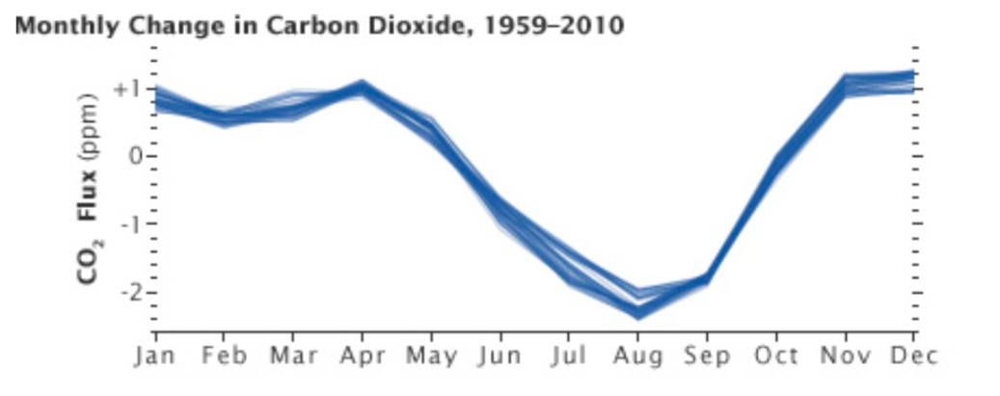 Monthly Change in Carbon Dioxide, 1959–2010
+1
0
-1
-2
CO₂ Flux (ppm)
Jan Feb Mar Apr May Jun Jul Aug Sep Oct Nov Dec